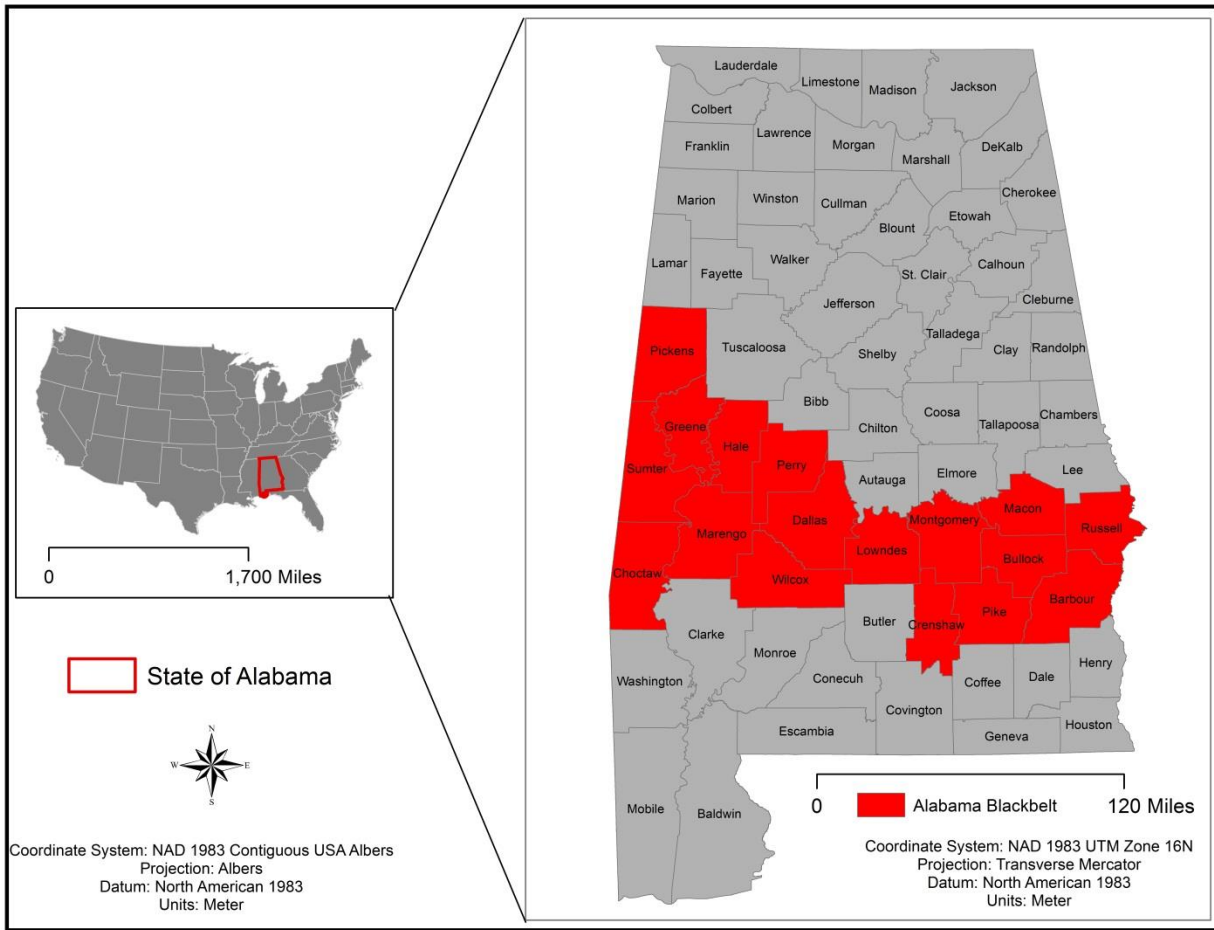 0
1,700 Miles
State of Alabama
N
W
E
S
Coordinate System: NAD 1983 Contiguous USA Albers
Projection: Albers
Datum: North American 1983
Units: Meter
Lauderdale
Limestone
Madison
Jackson
Colbert
Lawrence
Franklin
Morgan
Marshall
DeKalb
Marion
Winston
Cullman
Cherokee
Blount
Etowah
Lamar
Fayette
Walker
St. Clair
Calhoun
Jefferson
Cleburne
Pickens
Tuscaloosa
Shelby
Talladega
Clay
Randolph
Greene
Bibb
Hale
Chilton
Coosa
Tallapoosa
Chambers
Sumter
Perry
Autauga
Elmore
Lee
Marengo
Dallas
Montgomery
Macon
Russell
Lowndes
Bullock
Choctaw
Wilcox
Barbour
Clarke
Butler
Crenshaw
Pike
Monroe
Washington
Conecuh
Coffee
Dale
Henry
Covington
Escambia
Geneva
Houston
Mobile
Baldwin
0
Alabama Blackbelt
120 Miles
Coordinate System: NAD 1983 UTM Zone 16N
Projection: Transverse Mercator
Datum: North American 1983
Units: Meter